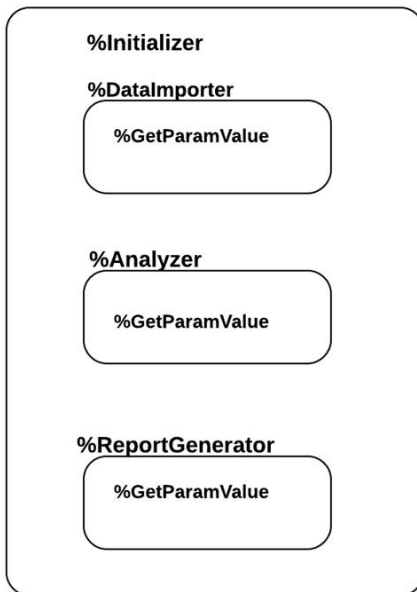 %Initializer
%DataImporter
%GetParamValue
%Analyzer
%GetParamValue
%ReportGenerator
%GetParamValue